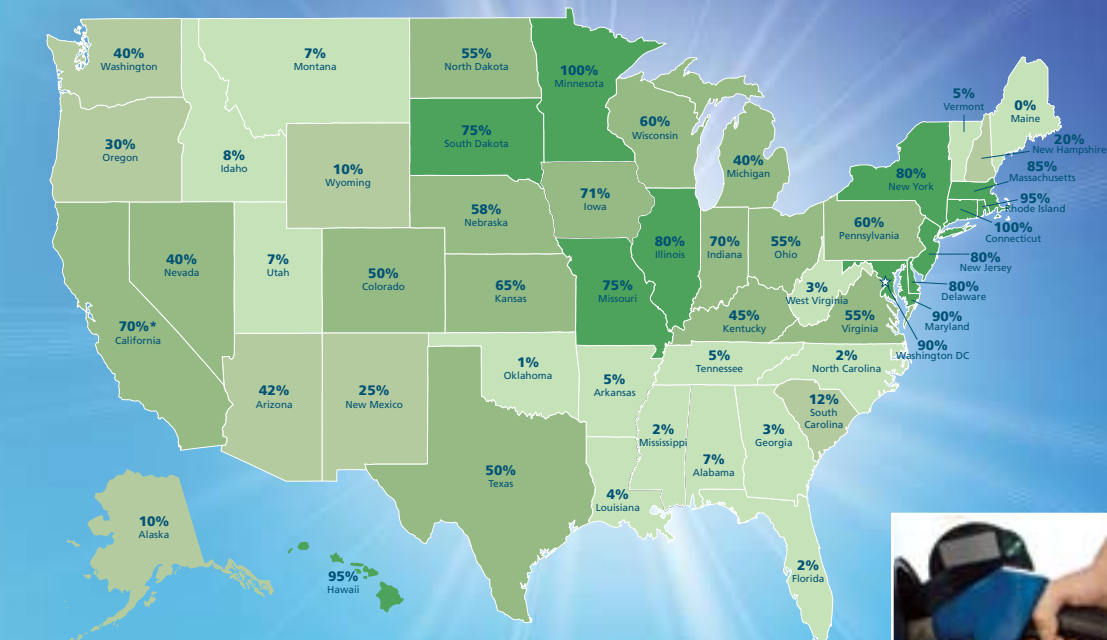 40%
Washington
7%
Montana
55%
North Dakota
100%
Minnesota
30%
Oregon
8%
Idaho
10%
Wyoming
75%
South Dakota
60%
Wisconsin
40%
Michigan
5%
Vermont
0%
Maine
20%
New Hampshire
85%
Massachusetts
95%
Rhode Island
100%
Connecticut
80%
New York
80%
New Jersey
80%
Delaware
90%
Maryland
90%
Washington DC
40%
Nevada
7%
Utah
50%
Colorado
58%
Nebraska
71%
Iowa
80%
Illinois
70%
Indiana
55%
Ohio
60%
Pennsylvania
3%
West Virginia
55%
Virginia
70%*
California
65%
Kansas
75%
Missouri
45%
Kentucky
42%
Arizona
25%
New Mexico
1%
Oklahoma
5%
Arkansas
5%
Tennessee
2%
North Carolina
12%
South
Carolina
50%
Texas
4%
Louisiana
2%
Mississippi
7%
Alabama
3%
Georgia
2%
Florida
10%
Alaska
95%
Hawaii